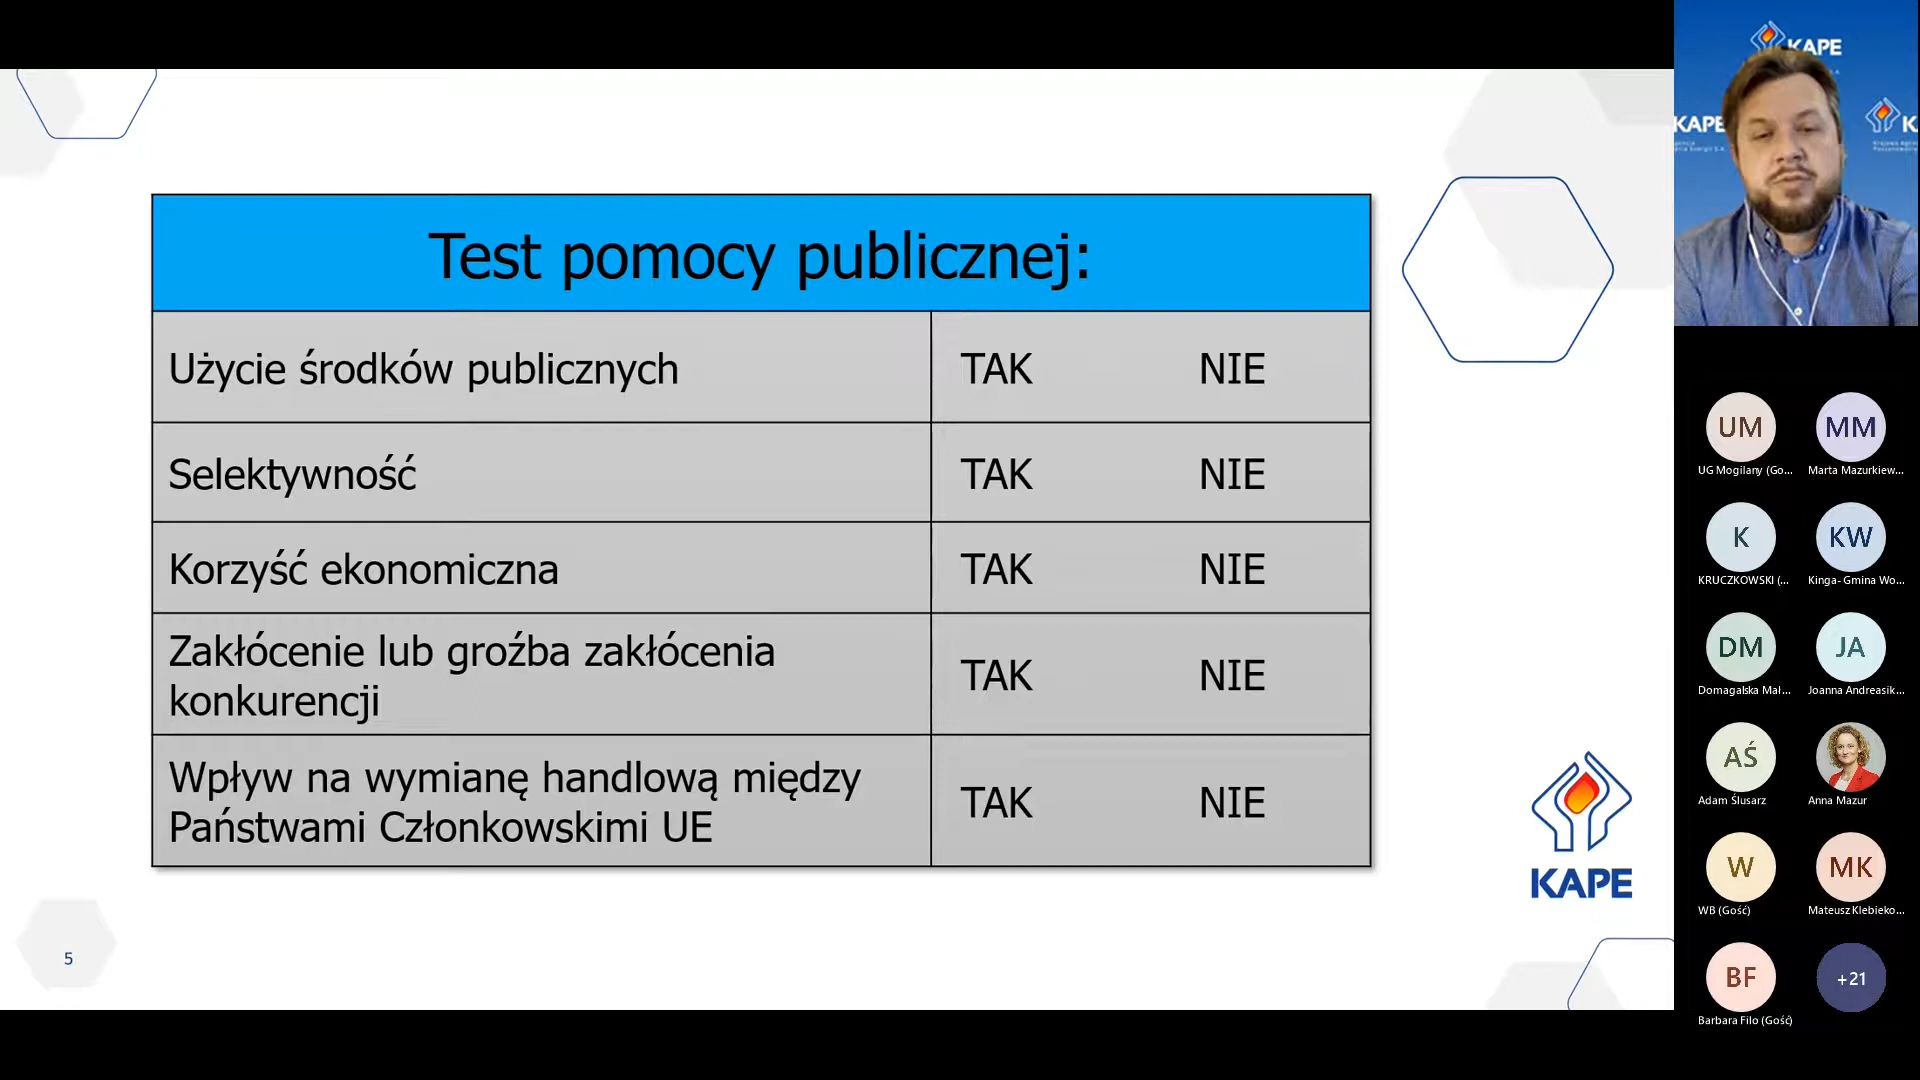 Test pomocy publicznej:
Użycie środków publicznych TAK NIE
Selektywność TAK NIE
Korzyść ekonomiczna TAK NIE
Zakłócenie lub groźba zakłócenia
konkurencji TAK NIE
Wpływ na wymianę handlową między
Państwami Członkowskimi UE TAK NIE
KAPE
5
KAPE
KAPE
K
UM MM
UG Mogilany (Go... Marta Mazurkiew...
K KW
KRUCZKOWSKI (... Kinga- Gmina Wo...
DM JA
Domagalska Mał... Joanna Andreasik...
AŚ
Adam Ślusarz Anna Mazur
W MK
WB (Gość) Mateusz Klebieko...
BF +21
Barbara Filo (Gość)